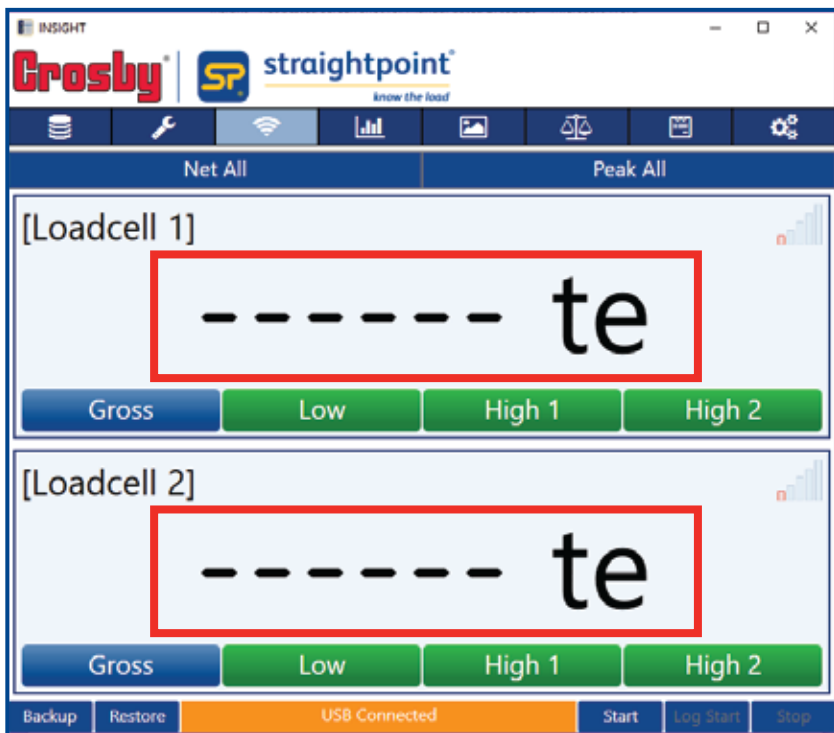 INSIGHT
Crosby straightpoint
SP know the load
Net All Peak All
[Loadcell 1]
------ te
Gross Low High 1 High 2
[Loadcell 2]
------ te
Gross Low High 1 High 2
Backup Restore USB Connected Start Log Start Stop